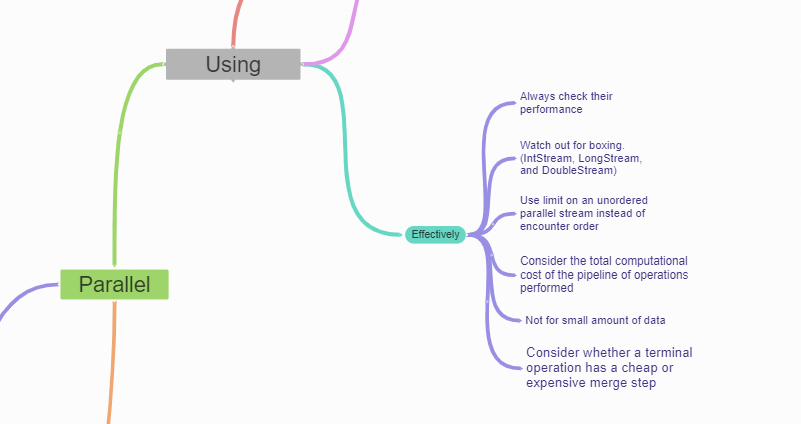 Using
Always check their
performance
Watch out for boxing.
(IntStream, LongStream,
and DoubleStream)
Use limit on an unordered
parallel stream instead of
encounter order
Effectively
Consider the total computational
cost of the pipeline of operations
performed
Parallel
Not for small amount of data
Consider whether a terminal
operation has a cheap or
expensive merge step